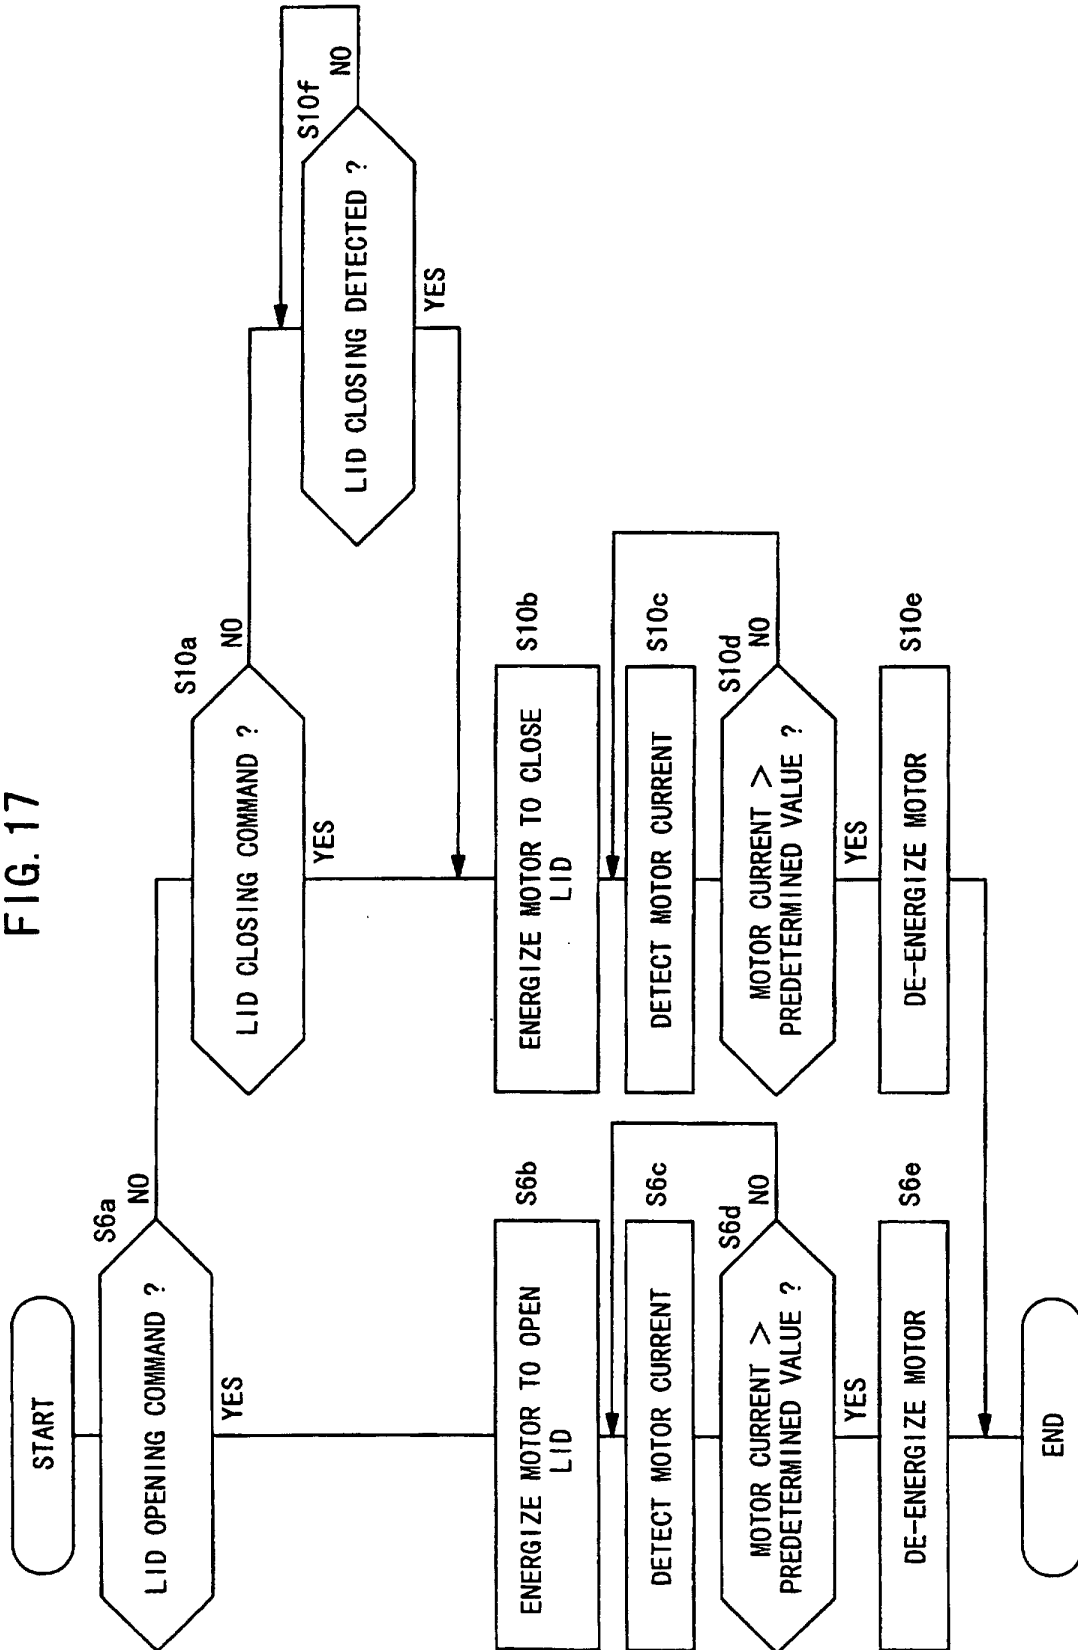 FIG. 17
START
S6a
LID OPENING COMMAND ?
NO
YES
S10a
LID CLOSING COMMAND ?
NO
YES
S10f
LID CLOSING DETECTED ?
NO
YES
S6b
ENERGIZE MOTOR TO OPEN
LID
S6c
DETECT MOTOR CURRENT
S6d
MOTOR CURRENT >
PREDETERMINED VALUE ?
NO
YES
S6e
DE-ENERGIZE MOTOR
S10b
ENERGIZE MOTOR TO CLOSE
LID
S10c
DETECT MOTOR CURRENT
S10d
MOTOR CURRENT >
PREDETERMINED VALUE ?
NO
YES
S10e
DE-ENERGIZE MOTOR
END